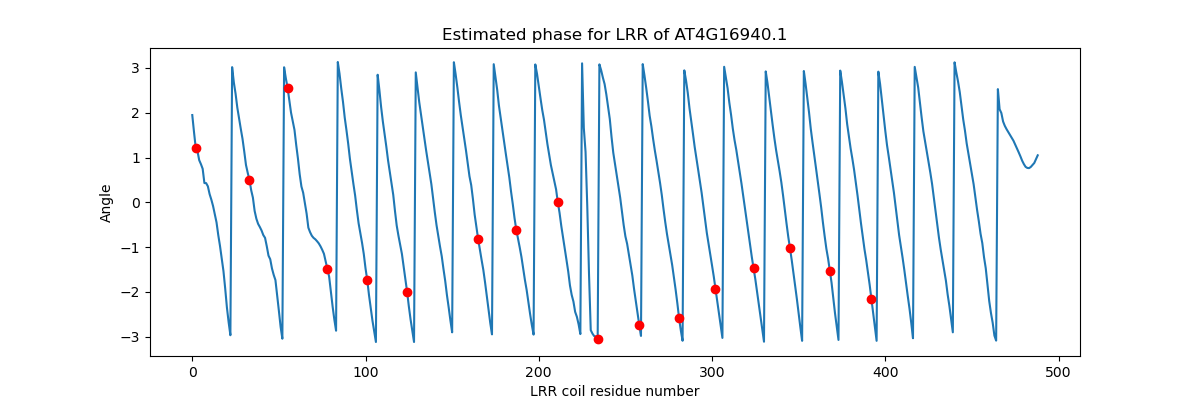 Estimated phase for LRR of AT4G16940.1
3
2
1
0
−1
−2
−3
Angle
0 100 200 300 400 500
LRR coil residue number